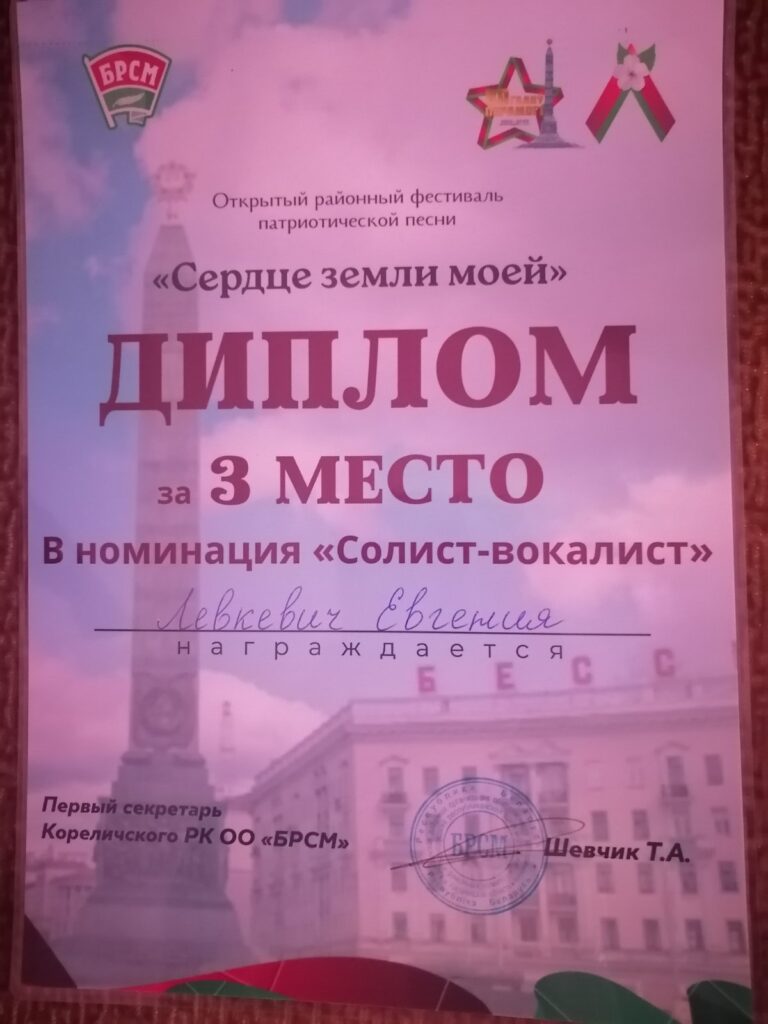 БРСМ
Открытый районный фестиваль
патриотической песни
«Сердце земли моей»
ДИПЛОМ
за 3 МЕСТО
В номинация «Солист-вокалист»
Левкевич Евгения
награждается
БЕСС
Первый секретарь
Кореличского РК ОО «БРСМ»
БРСМ
Шевчик Т.А.